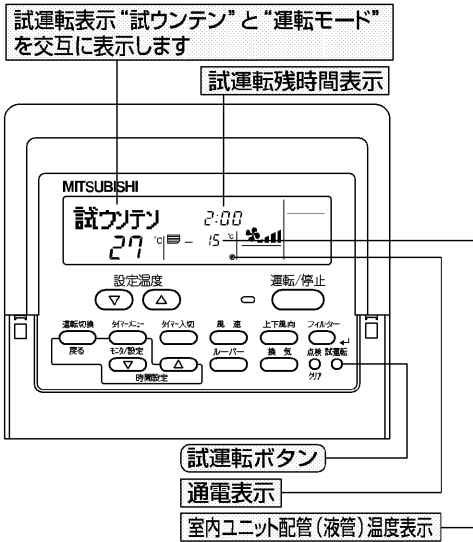 試運転表示“試ウンテン”と“運転モード”
を交互に表示します
試運転残時間表示
MITSUBISHI
試ウンテン 2:00
27 ℃ － 15 ℃
設定温度 運転/停止
運転切換 タイマーメニュー タイマー入切 風 速 上下風向 フィルター
戻る モニタ/設定 ルーバー 換 気 点検 試運転
時間設定 クリア
試運転ボタン
通電表示
室内ユニット配管（液管）温度表示